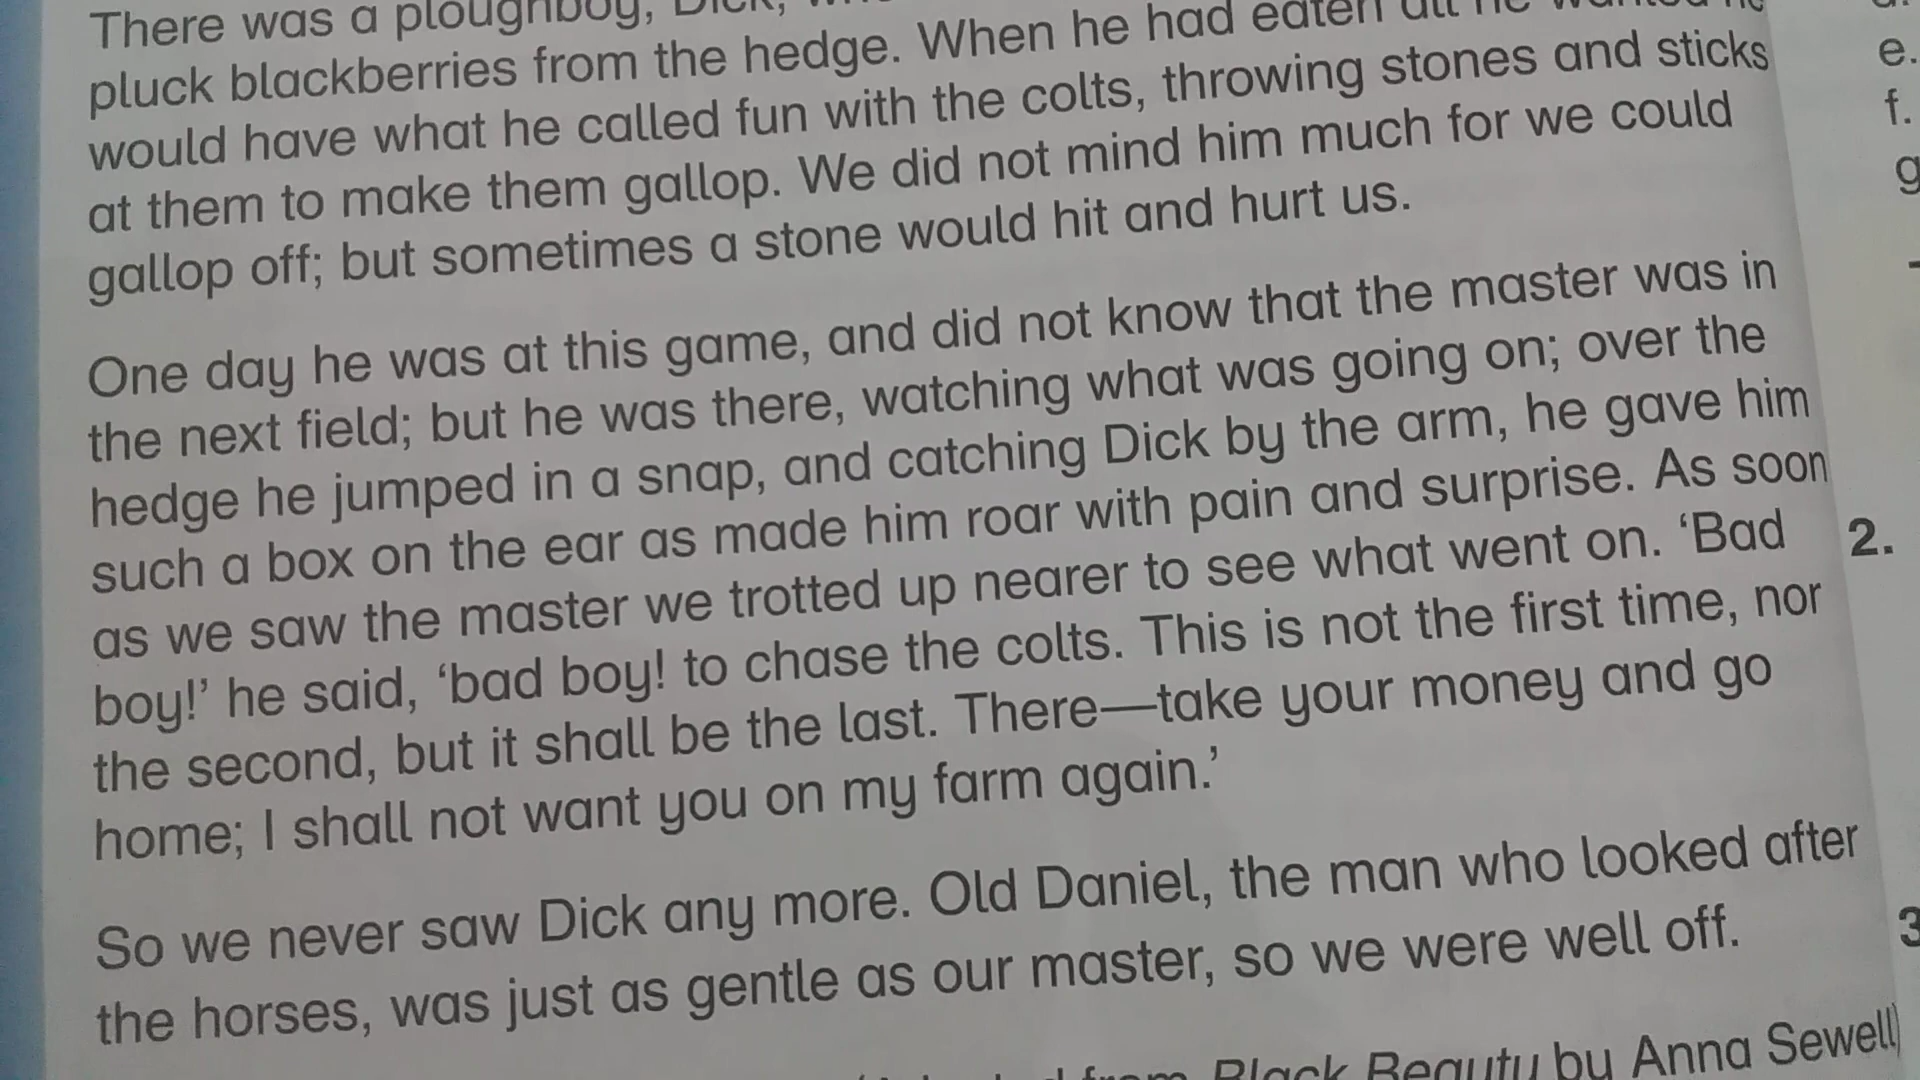 There was a ploughboy, Dick,
pluck blackberries from the hedge. When he had eaten all he wanted he
would have what he called fun with the colts, throwing stones and sticks
at them to make them gallop. We did not mind him much for we could
gallop off; but sometimes a stone would hit and hurt us.
One day he was at this game, and did not know that the master was in
the next field; but he was there, watching what was going on; over the
hedge he jumped in a snap, and catching Dick by the arm, he gave him
such a box on the ear as made him roar with pain and surprise. As soon
as we saw the master we trotted up nearer to see what went on. ‘Bad
boy!’ he said, ‘bad boy! to chase the colts. This is not the first time, nor
the second, but it shall be the last. There—take your money and go
home; I shall not want you on my farm again.’
So we never saw Dick any more. Old Daniel, the man who looked after
the horses, was just as gentle as our master, so we were well off.
from Black Beauty by Anna Sewell)
e.
f.
g
2.
3